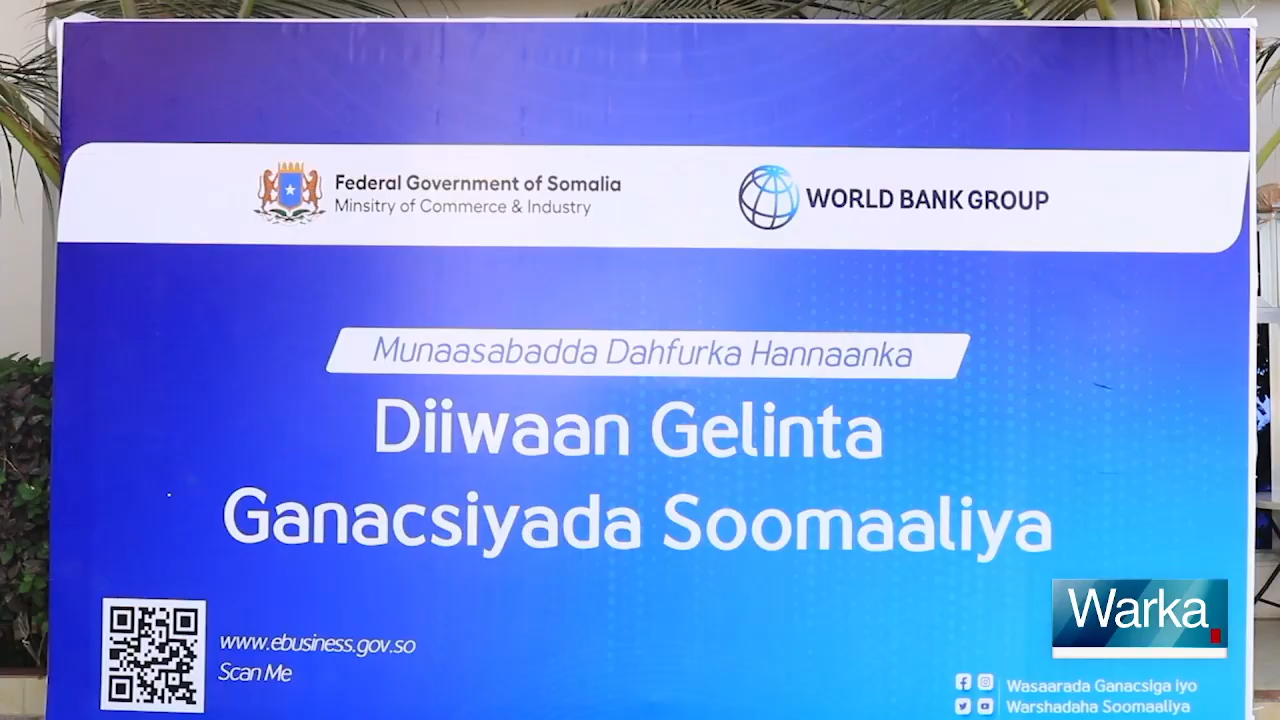 Federal Government of Somalia
Minsitry of Commerce & Industry
WORLD BANK GROUP
Munaasabadda Dahfurka Hannaanka
Diiwaan Gelinta
Ganacsiyada Soomaaliya
www.ebusiness.gov.so
Scan Me
Warka
Wasaarada Ganacsiga iyo
Warshadaha Soomaaliya